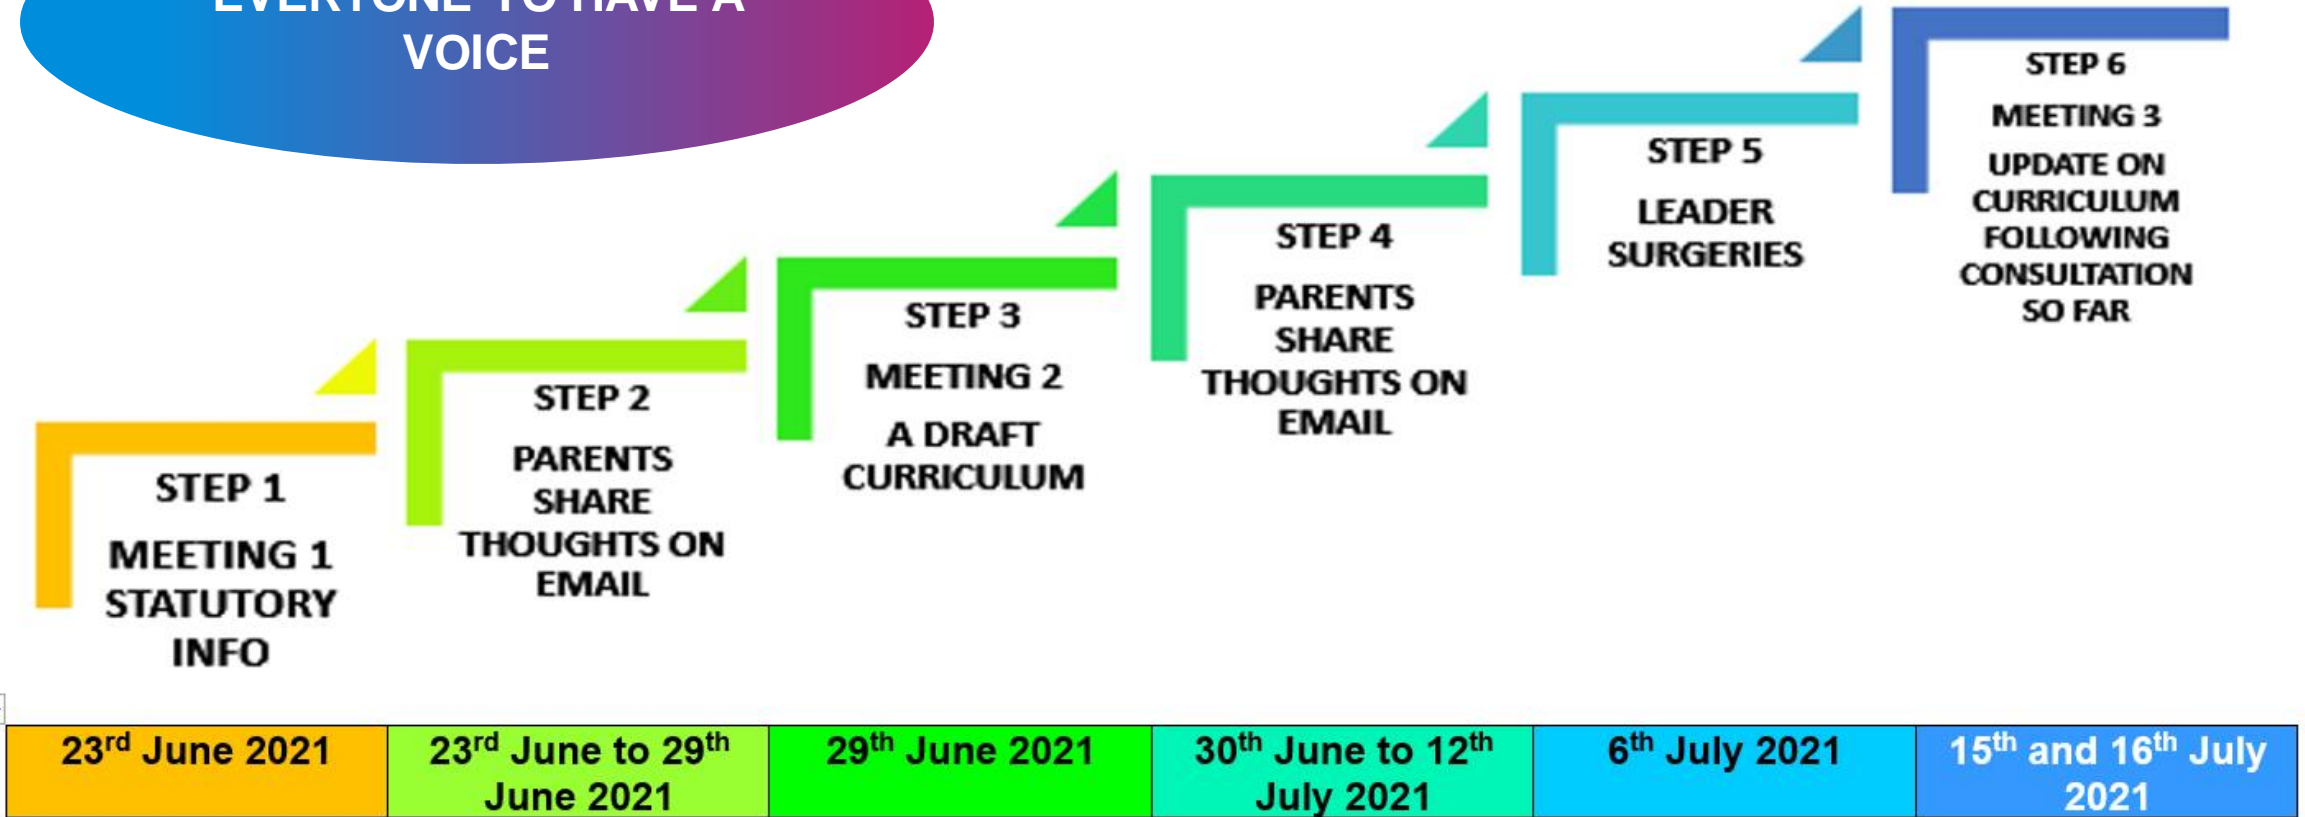 EVERYONE TO HAVE A
VOICE
STEP 1
MEETING 1
STATUTORY
INFO
STEP 2
PARENTS
SHARE
THOUGHTS ON
EMAIL
STEP 3
MEETING 2
A DRAFT
CURRICULUM
STEP 4
PARENTS
SHARE
THOUGHTS ON
EMAIL
STEP 5
LEADER
SURGERIES
STEP 6
MEETING 3
UPDATE ON
CURRICULUM
FOLLOWING
CONSULTATION
SO FAR
23rd June 2021
23rd June to 29th
June 2021
29th June 2021
30th June to 12th
July 2021
6th July 2021
15th and 16th July
2021